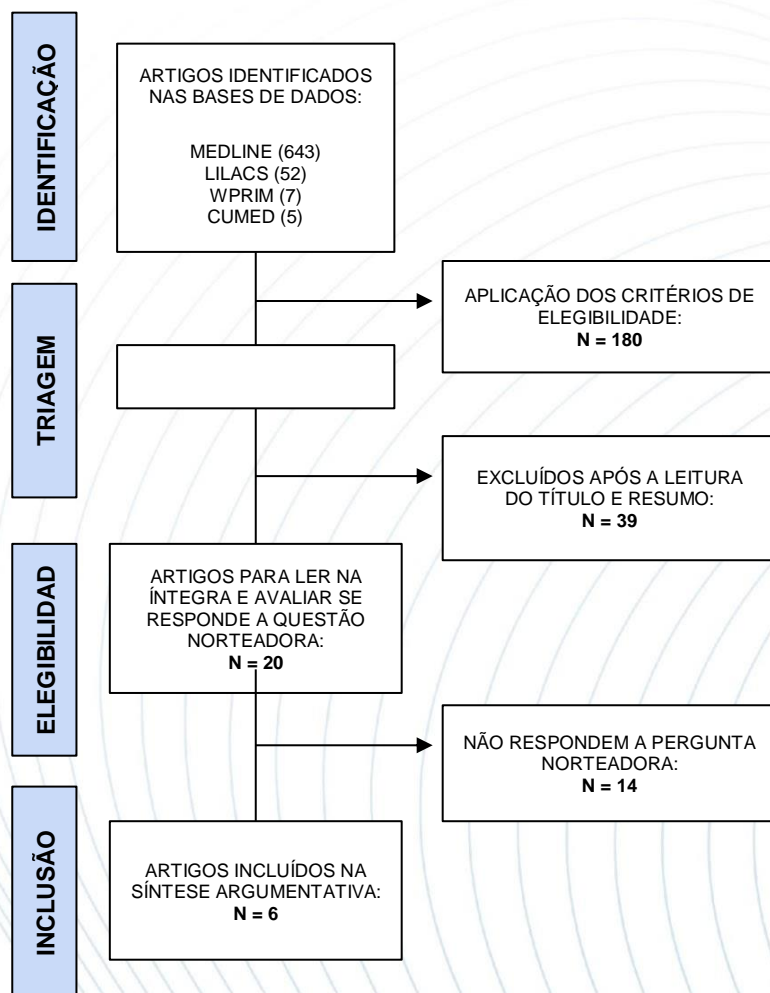 IDENTIFICAÇÃO
ARTIGOS IDENTIFICADOS
NAS BASES DE DADOS:
MEDLINE (643)
LILACS (52)
WPRIM (7)
CUMED (5)
TRIAGEM
APLICAÇÃO DOS CRITÉRIOS DE
ELEGIBILIDADE:
N = 180
EXCLUÍDOS APÓS A LEITURA
DO TÍTULO E RESUMO:
N = 39
ELEGIBILIDAD
ARTIGOS PARA LER NA
ÍNTEGRA E AVALIAR SE
RESPONDE A QUESTÃO
NORTEADORA:
N = 20
NÃO RESPONDEM A PERGUNTA
NORTEADORA:
N = 14
INCLUSÃO
ARTIGOS INCLUÍDOS NA
SÍNTESE ARGUMENTATIVA:
N = 6